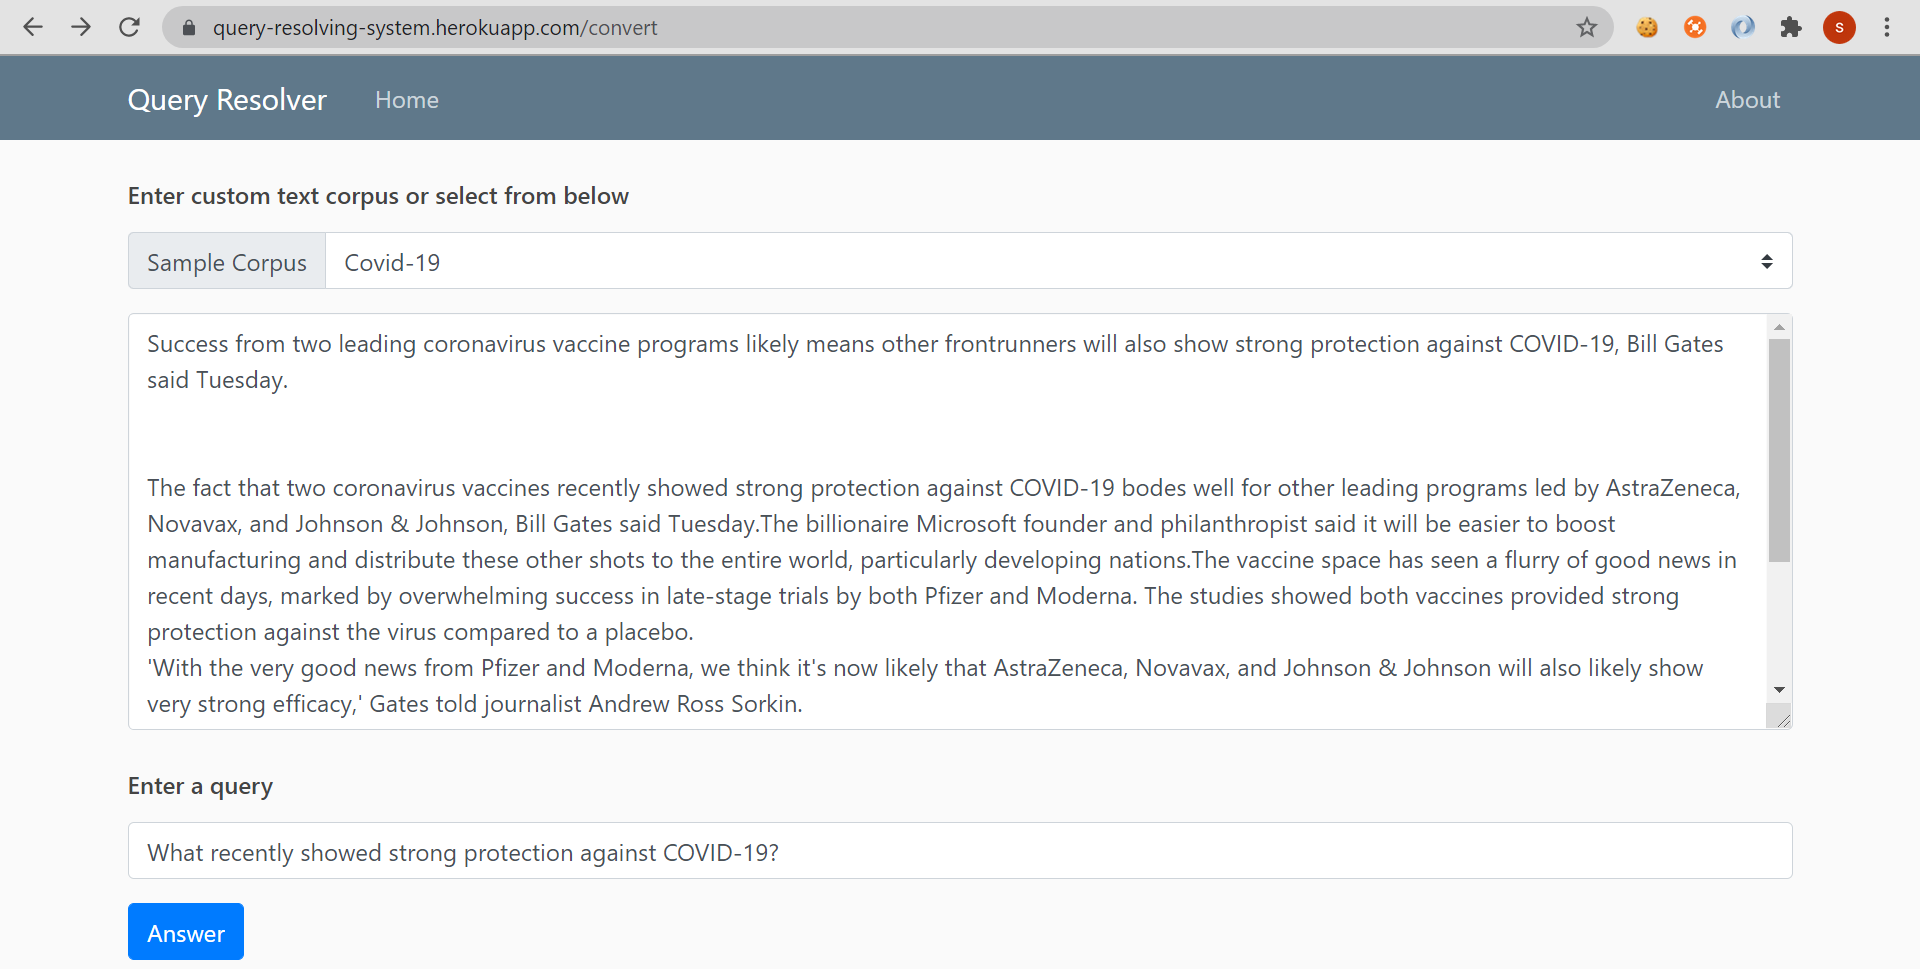 query-resolving-system.herokuapp.com/convert
S
Query Resolver Home About
Enter custom text corpus or select from below
Sample Corpus Covid-19
Success from two leading coronavirus vaccine programs likely means other frontrunners will also show strong protection against COVID-19, Bill Gates
said Tuesday.
The fact that two coronavirus vaccines recently showed strong protection against COVID-19 bodes well for other leading programs led by AstraZeneca,
Novavax, and Johnson & Johnson, Bill Gates said Tuesday.The billionaire Microsoft founder and philanthropist said it will be easier to boost
manufacturing and distribute these other shots to the entire world, particularly developing nations.The vaccine space has seen a flurry of good news in
recent days, marked by overwhelming success in late-stage trials by both Pfizer and Moderna. The studies showed both vaccines provided strong
protection against the virus compared to a placebo.
'With the very good news from Pfizer and Moderna, we think it's now likely that AstraZeneca, Novavax, and Johnson & Johnson will also likely show
very strong efficacy,' Gates told journalist Andrew Ross Sorkin.
Enter a query
What recently showed strong protection against COVID-19?
Answer